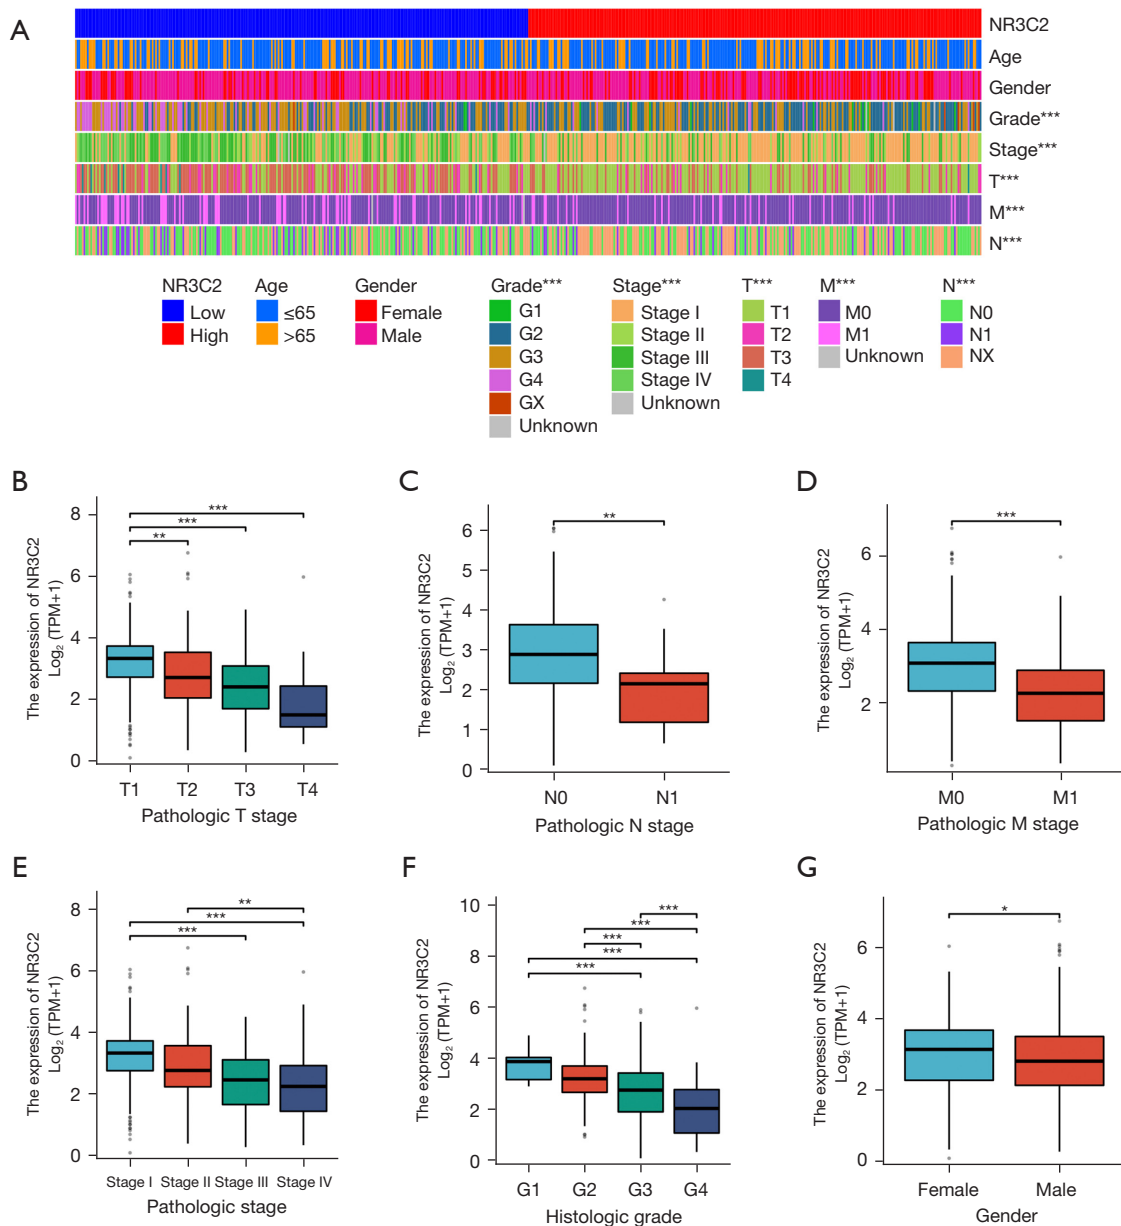 A
NR3C2
Age
Gender
Grade***
Stage***
T***
M***
N***
NR3C2
Low
High
Age
≤65
>65
Gender
Female
Male
Grade***
G1
G2
G3
G4
GX
Unknown
Stage***
Stage I
Stage II
Stage III
Stage IV
Unknown
T***
T1
T2
T3
T4
M***
M0
M1
Unknown
N***
N0
N1
NX
B
The expression of NR3C2
Log₂ (TPM+1)
8
6
4
2
0
***
***
**
T1 T2 T3 T4
Pathologic T stage
C
The expression of NR3C2
Log₂ (TPM+1)
6
5
4
3
2
1
0
**
N0 N1
Pathologic N stage
D
The expression of NR3C2
Log₂ (TPM+1)
6
4
2
***
M0 M1
Pathologic M stage
E
The expression of NR3C2
Log₂ (TPM+1)
8
6
4
2
0
**
***
***
Stage I Stage II Stage III Stage IV
Pathologic stage
F
The expression of NR3C2
Log₂ (TPM+1)
10
8
6
4
2
0
***
***
***
***
***
G1 G2 G3 G4
Histologic grade
G
The expression of NR3C2
Log₂ (TPM+1)
6
4
2
0
*
Female Male
Gender